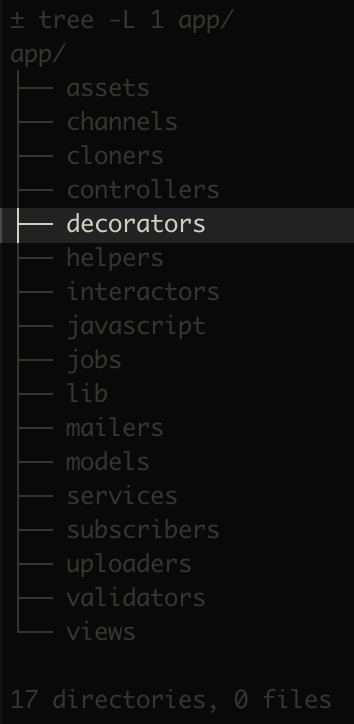 ± tree -L 1 app/
app/
├── assets
├── channels
├── cloners
├── controllers
├── decorators
├── helpers
├── interactors
├── javascript
├── jobs
├── lib
├── mailers
├── models
├── services
├── subscribers
├── uploaders
├── validators
└── views
17 directories, 0 files